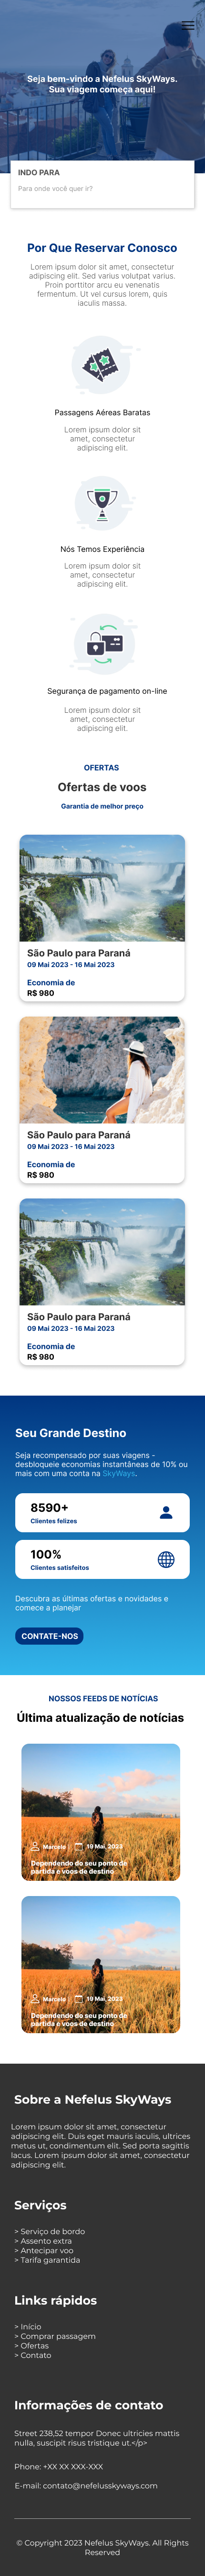 Seja bem-vindo a Nefelus SkyWays.
Sua viagem começa aqui!
INDO PARA
Para onde você quer ir?
Por Que Reservar Conosco
Lorem ipsum dolor sit amet, consectetur
adipiscing elit. Sed varius volutpat varius.
Proin porttitor arcu eu venenatis
fermentum. Ut vel cursus lorem, quis
iaculis massa.
Passagens Aéreas Baratas
Lorem ipsum dolor sit
amet, consectetur
adipiscing elit.
Nós Temos Experiência
Lorem ipsum dolor sit
amet, consectetur
adipiscing elit.
Segurança de pagamento on-line
Lorem ipsum dolor sit
amet, consectetur
adipiscing elit.
OFERTAS
Ofertas de voos
Garantia de melhor preço
São Paulo para Paraná
09 Mai 2023 - 16 Mai 2023
Economia de
R$ 980
São Paulo para Paraná
09 Mai 2023 - 16 Mai 2023
Economia de
R$ 980
São Paulo para Paraná
09 Mai 2023 - 16 Mai 2023
Economia de
R$ 980
Seu Grande Destino
Seja recompensado por suas viagens -
desbloqueie economias instantâneas de 10% ou
mais com uma conta na SkyWays.
8590+
Clientes felizes
100%
Clientes satisfeitos
Descubra as últimas ofertas e novidades e
comece a planejar
CONTATE-NOS
NOSSOS FEEDS DE NOTÍCIAS
Última atualização de notícias
Marcelo 19 Mai, 2023
Dependendo do seu ponto de
partida e voos de destino
Marcelo 19 Mai, 2023
Dependendo do seu ponto de
partida e voos de destino
Sobre a Nefelus SkyWays
Lorem ipsum dolor sit amet, consectetur
adipiscing elit. Duis eget mauris iaculis, ultrices
metus ut, condimentum elit. Sed porta sagittis
lacus. Lorem ipsum dolor sit amet, consectetur
adipiscing elit.
Serviços
> Serviço de bordo
> Assento extra
> Antecipar voo
> Tarifa garantida
Links rápidos
> Início
> Comprar passagem
> Ofertas
> Contato
Informações de contato
Street 238,52 tempor Donec ultricies mattis
nulla, suscipit risus tristique ut.</p>
Phone: +XX XX XXX-XXX
E-mail: contato@nefelusskyways.com
© Copyright 2023 Nefelus SkyWays. All Rights
Reserved